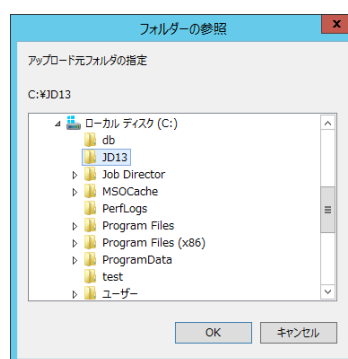 フォルダーの参照
x
アップロード元フォルダの指定
C:¥JD13
ローカル ディスク (C:)
db
JD13
Job Director
MSOCache
PerfLogs
Program Files
Program Files (x86)
ProgramData
test
ユーザー
OK
キャンセル